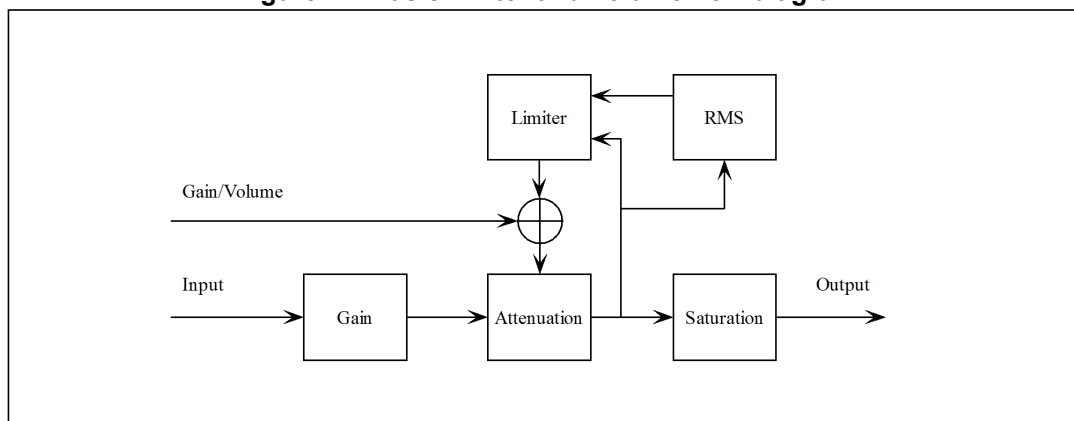 Limiter
RMS
Gain/Volume
Input
Output
Gain
Attenuation
Saturation